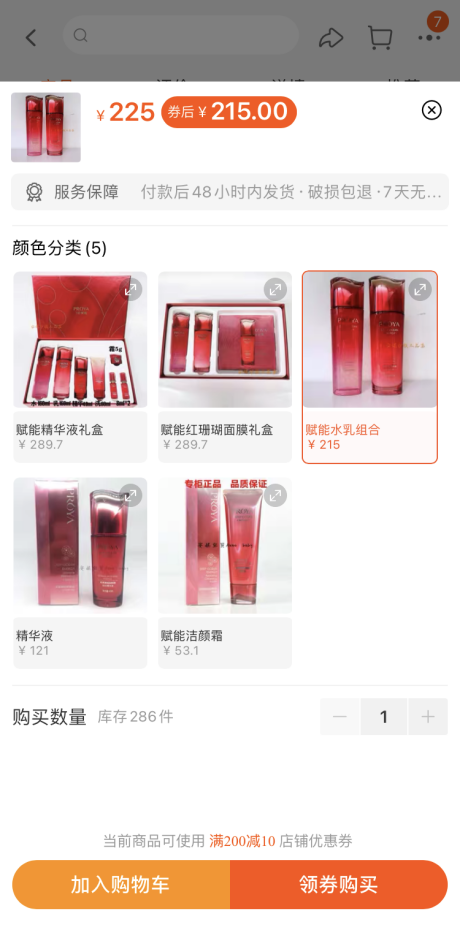 7
¥ 225 券后 ¥ 215.00
服务保障 付款后48小时内发货·破损包退·7天无...
颜色分类(5)
PROYA
赋能精华液礼盒
¥ 289.7
赋能红珊瑚面膜礼盒
¥ 289.7
PROYA
赋能水乳组合
¥ 215
PROYA
精华液
¥ 121
专柜正品 品质保证
赋能洁颜霜
¥ 53.1
购买数量 库存286件
1
当前商品可使用 满200减10 店铺优惠券
加入购物车 领券购买